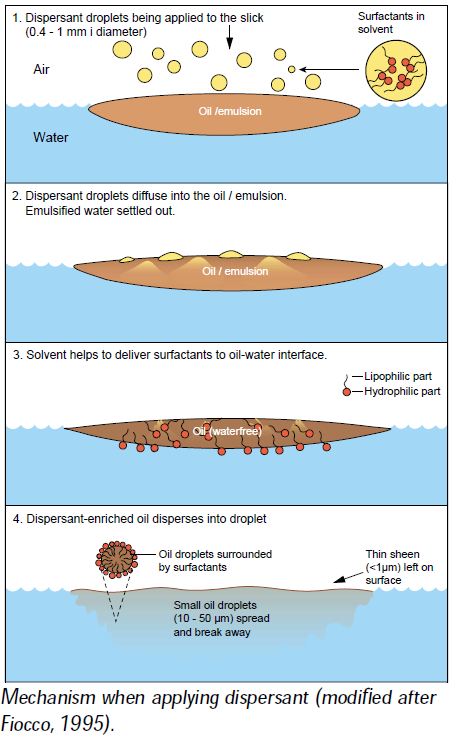 1. Dispersant droplets being applied to the slick
(0.4 - 1 mm i diameter)
Surfactants in
solvent
Air
Oil /emulsion
Water
2. Dispersant droplets diffuse into the oil / emulsion.
Emulsified water settled out.
Oil / emulsion
3. Solvent helps to deliver surfactants to oil-water interface.
Lipophilic part
Hydrophilic part
Oil (waterfree)
4. Dispersant-enriched oil disperses into droplet
Oil droplets surrounded
by surfactants
Thin sheen
(<1µm) left on
surface
Small oil droplets
(10 - 50 µm) spread
and break away
Mechanism when applying dispersant (modified after
Fiocco, 1995).